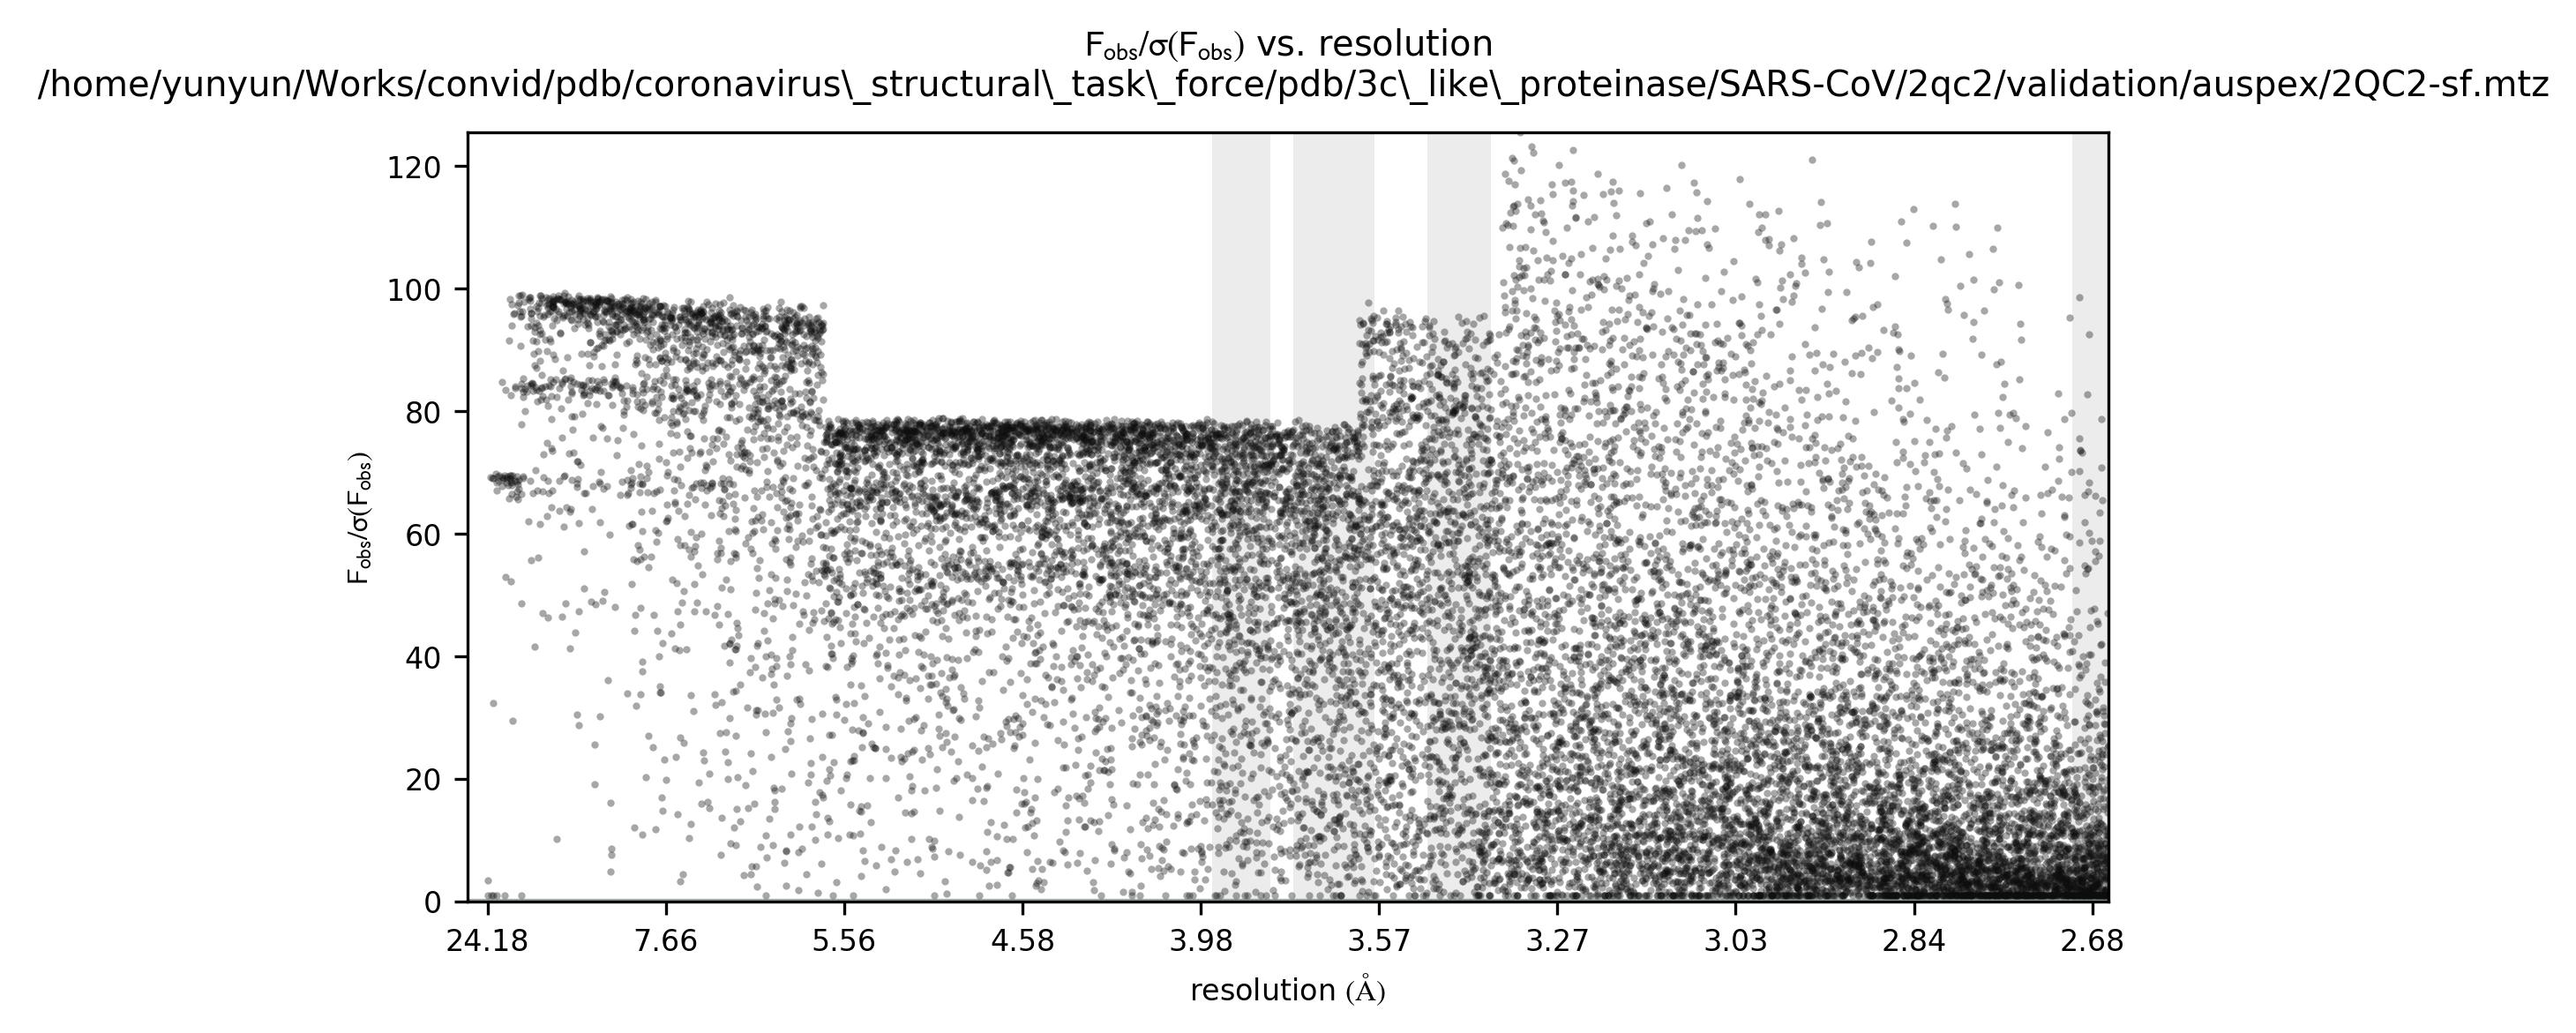 Fobs/σ(Fobs) vs. resolution
/home/yunyun/Works/convid/pdb/coronavirus\_structural\_task\_force/pdb/3c\_like\_proteinase/SARS-CoV/2qc2/validation/auspex/2QC2-sf.mtz
120
100
80
60
40
20
0
Fobs/σ(Fobs)
24.18 7.66 5.56 4.58 3.98 3.57 3.27 3.03 2.84 2.68
resolution (Å)